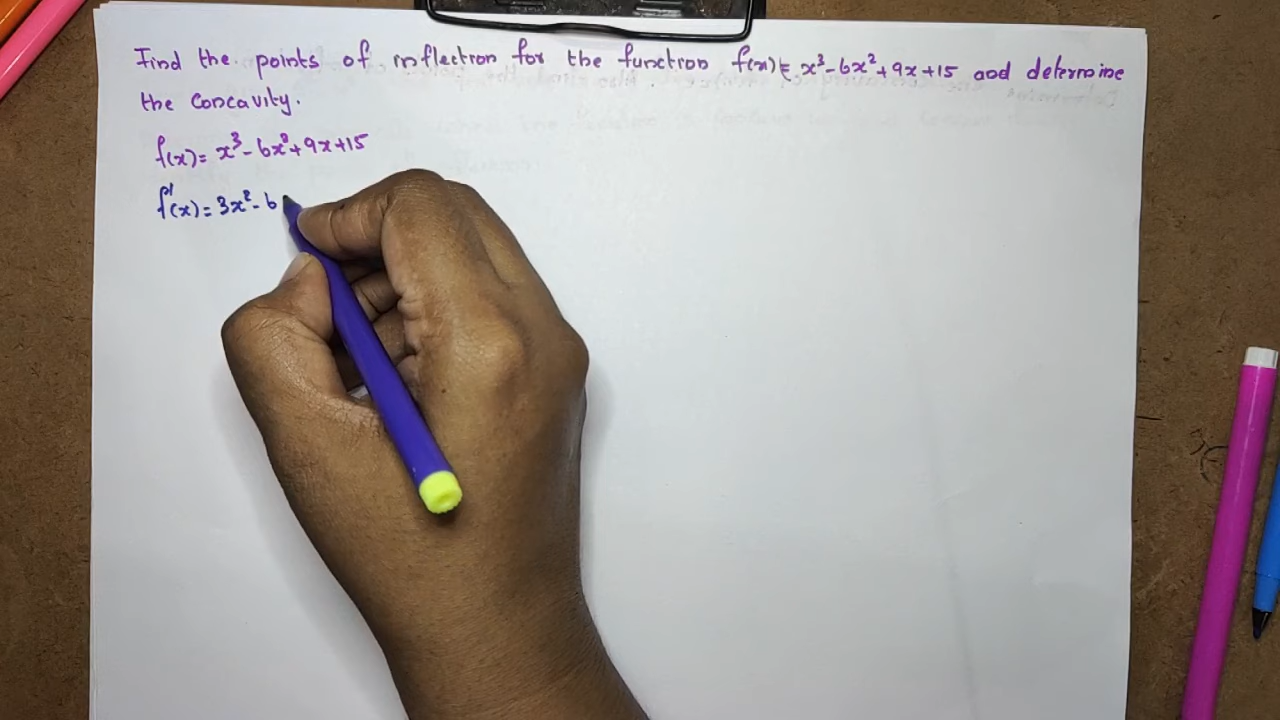 Find the points of inflection for the function f(x) = x³-6x²+9x+15 and determine
the concavity.
f(x) = x³-6x²+9x+15
f'(x) = 3x²-6